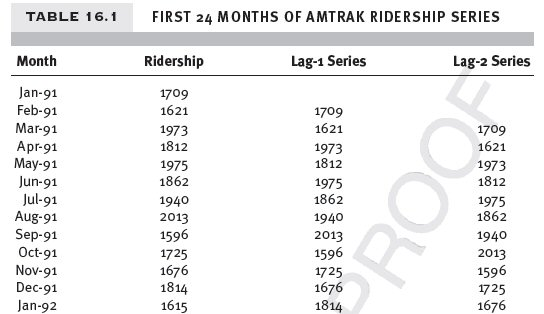 TABLE 16.1 FIRST 24 MONTHS OF AMTRAK RIDERSHIP SERIES
Month Ridership Lag-1 Series Lag-2 Series
Jan-91 1709
Feb-91 1621 1709
Mar-91 1973 1621 1709
Apr-91 1812 1973 1621
May-91 1975 1812 1973
Jun-91 1862 1975 1812
Jul-91 1940 1862 1975
Aug-91 2013 1940 1862
Sep-91 1596 2013 1940
Oct-91 1725 1596 2013
Nov-91 1676 1725 1596
Dec-91 1814 1676 1725
Jan-92 1615 1814 1676
PROOF